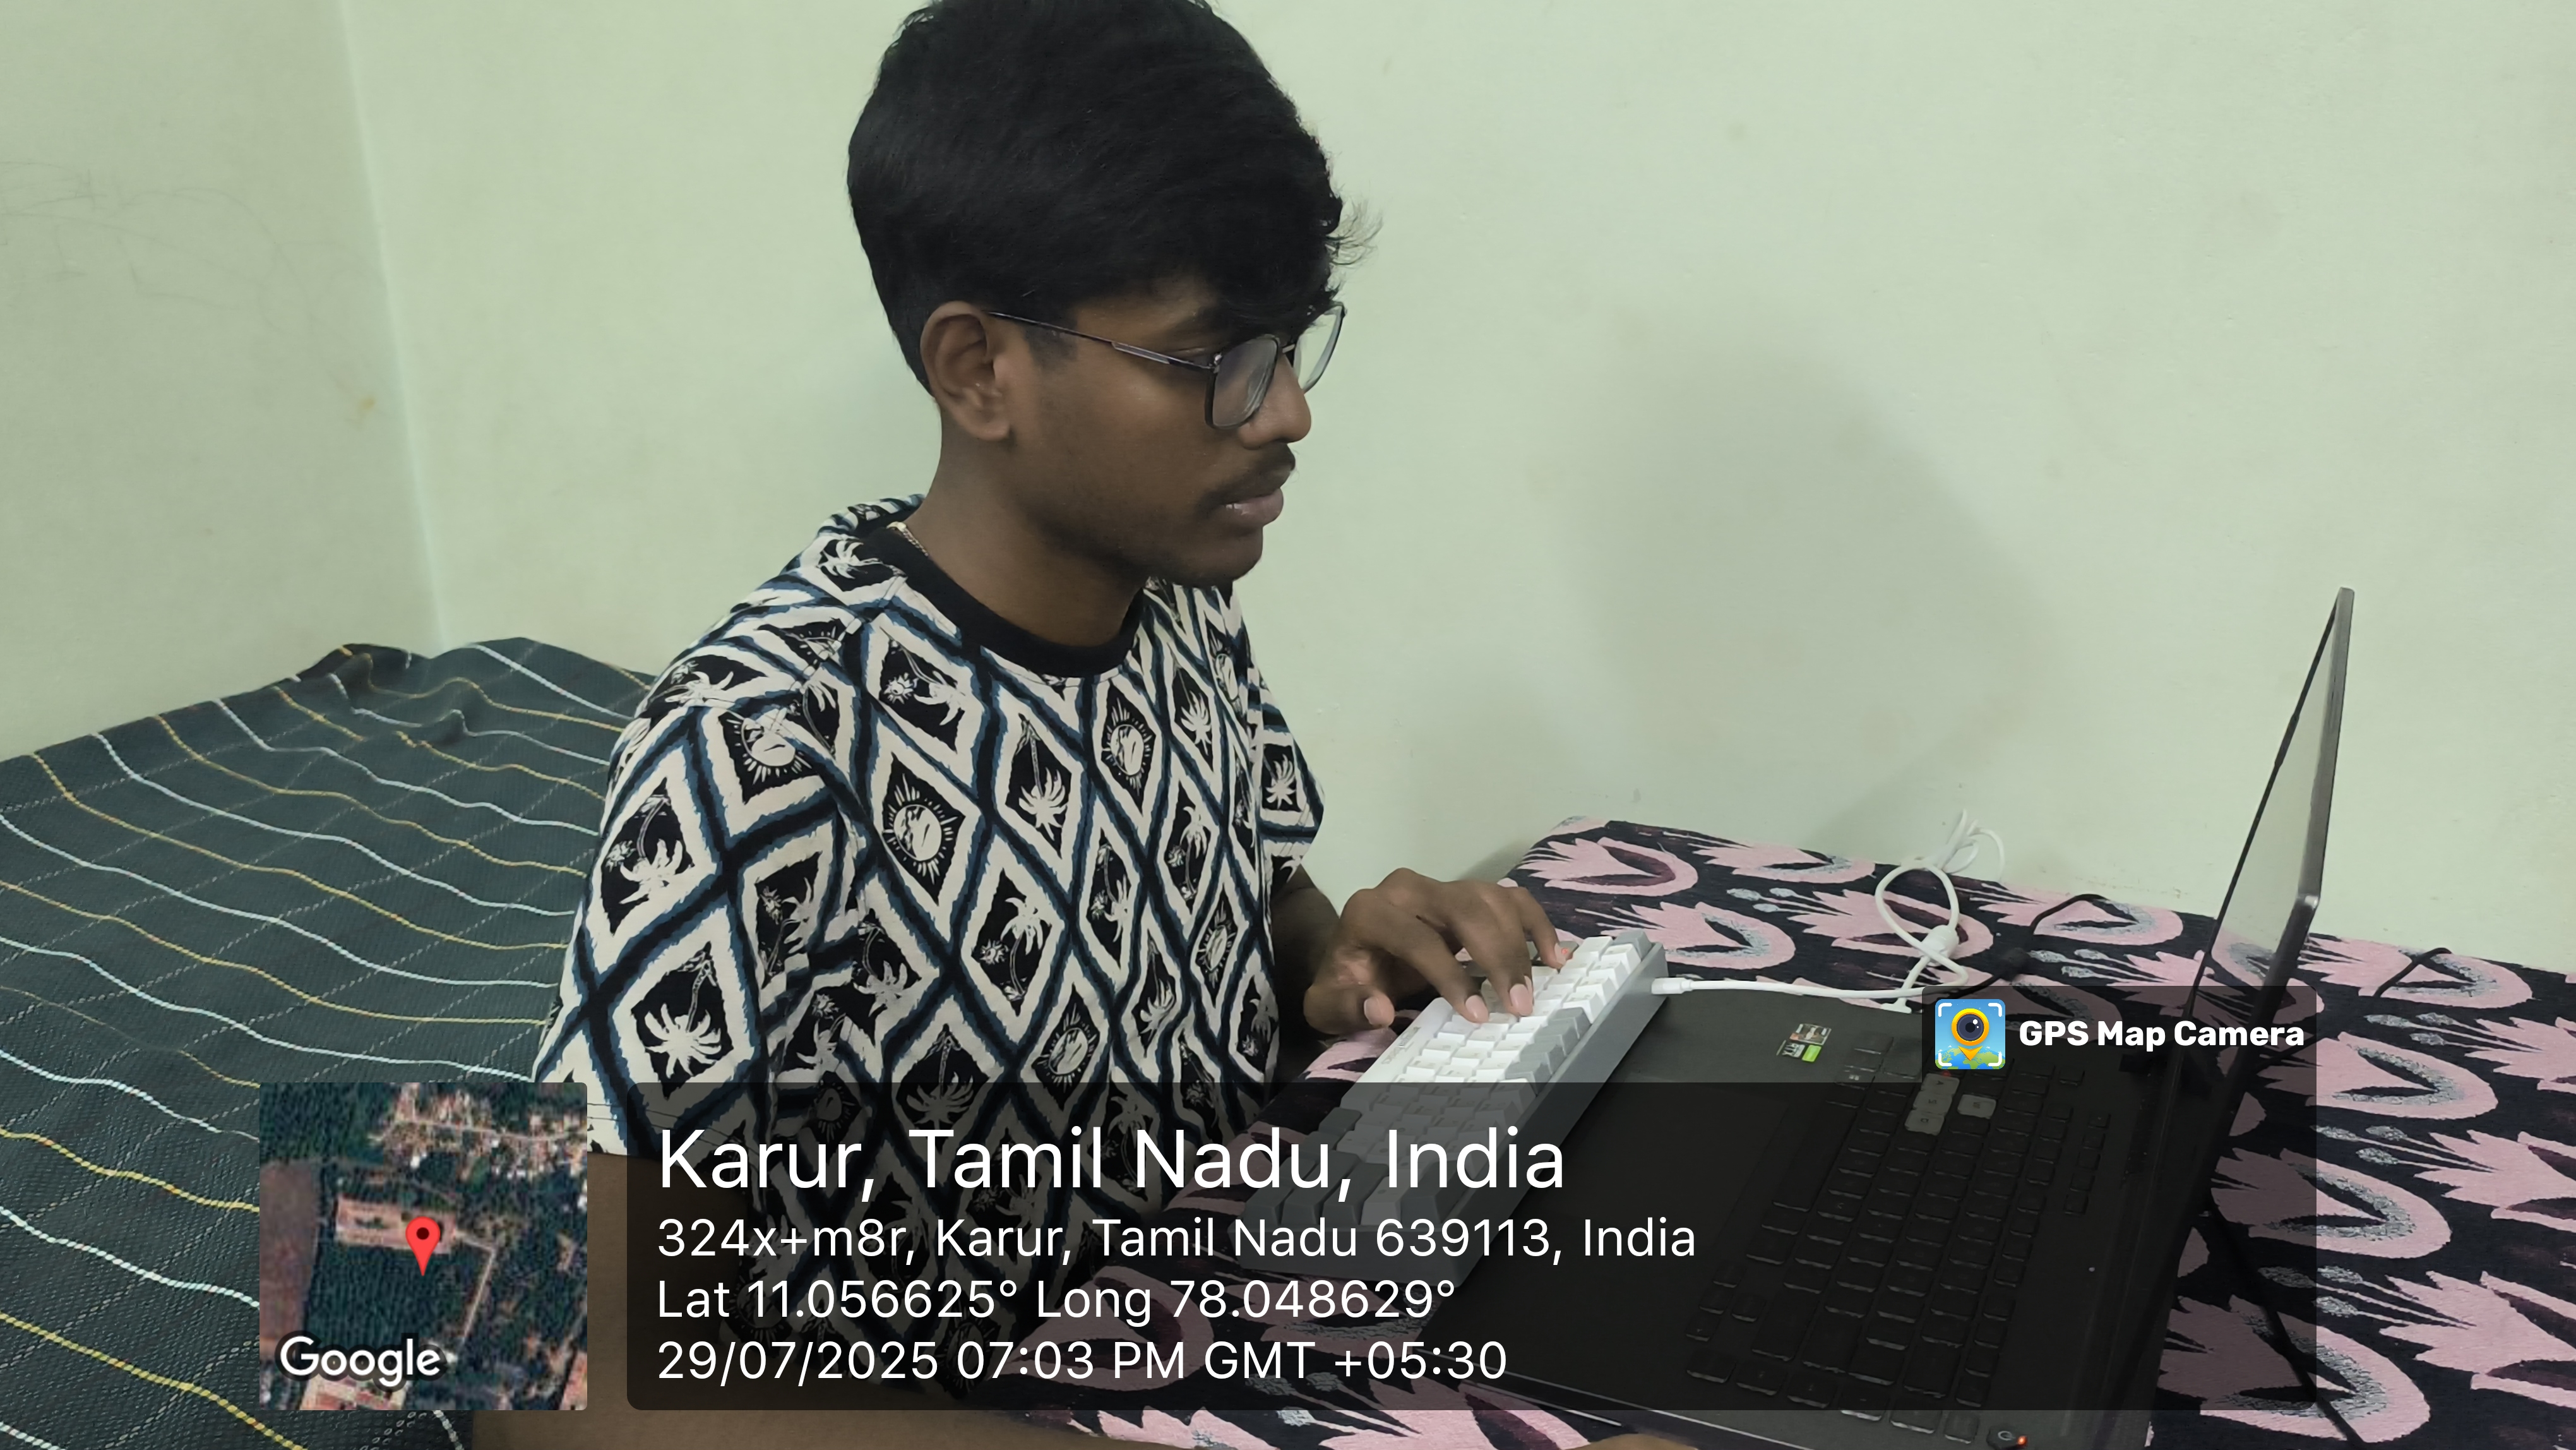 GPS Map Camera
Karur, Tamil Nadu, India
324x+m8r, Karur, Tamil Nadu 639113, India
Lat 11.056625° Long 78.048629°
29/07/2025 07:03 PM GMT +05:30
Google